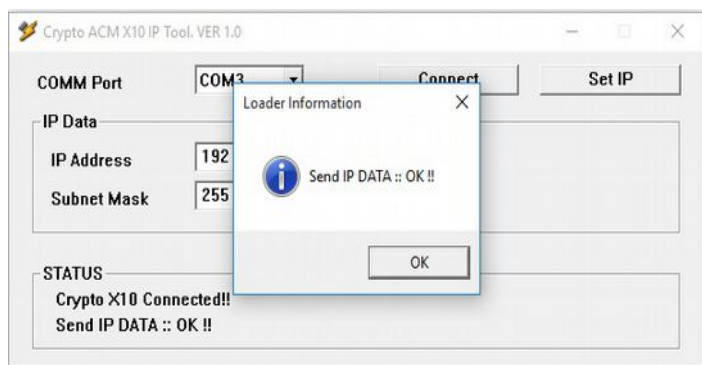 Crypto ACM X10 IP Tool. VER 1.0
COMM Port COM3 Connect Set IP
Loader Information
IP Data
IP Address 192
Send IP DATA :: OK !!
Subnet Mask 255
OK
STATUS
Crypto X10 Connected!!
Send IP DATA :: OK !!